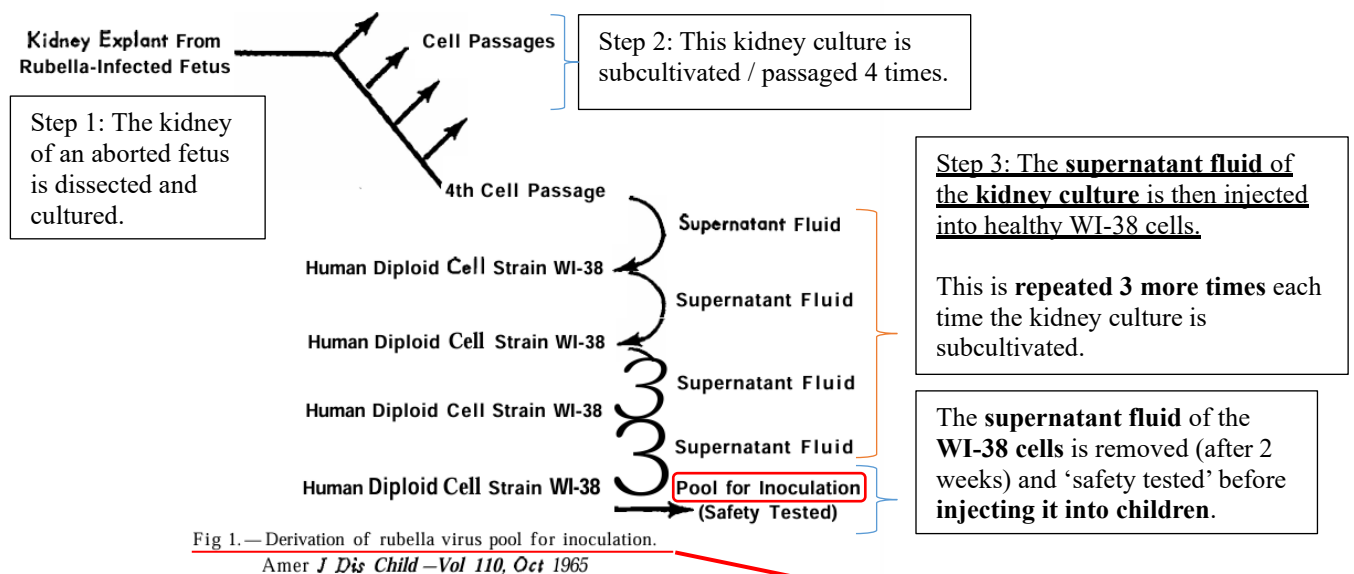 Kidney Explant From
Rubella-Infected Fetus
Cell Passages
Step 2: This kidney culture is
subcultivated / passaged 4 times.
Step 1: The kidney
of an aborted fetus
is dissected and
cultured.
4th Cell Passage
Step 3: The supernatant fluid of
the kidney culture is then injected
into healthy WI-38 cells.
This is repeated 3 more times each
time the kidney culture is
subcultivated.
Supernatant Fluid
Human Diploid Cell Strain WI-38
Supernatant Fluid
Human Diploid Cell Strain WI-38
Supernatant Fluid
Human Diploid Cell Strain WI-38
Supernatant Fluid
Human Diploid Cell Strain WI-38
Pool for Inoculation
(Safety Tested)
The supernatant fluid of the
WI-38 cells is removed (after 2
weeks) and ‘safety tested’ before
injecting it into children.
Fig 1.—Derivation of rubella virus pool for inoculation.
Amer J Dis Child—Vol 110, Oct 1965